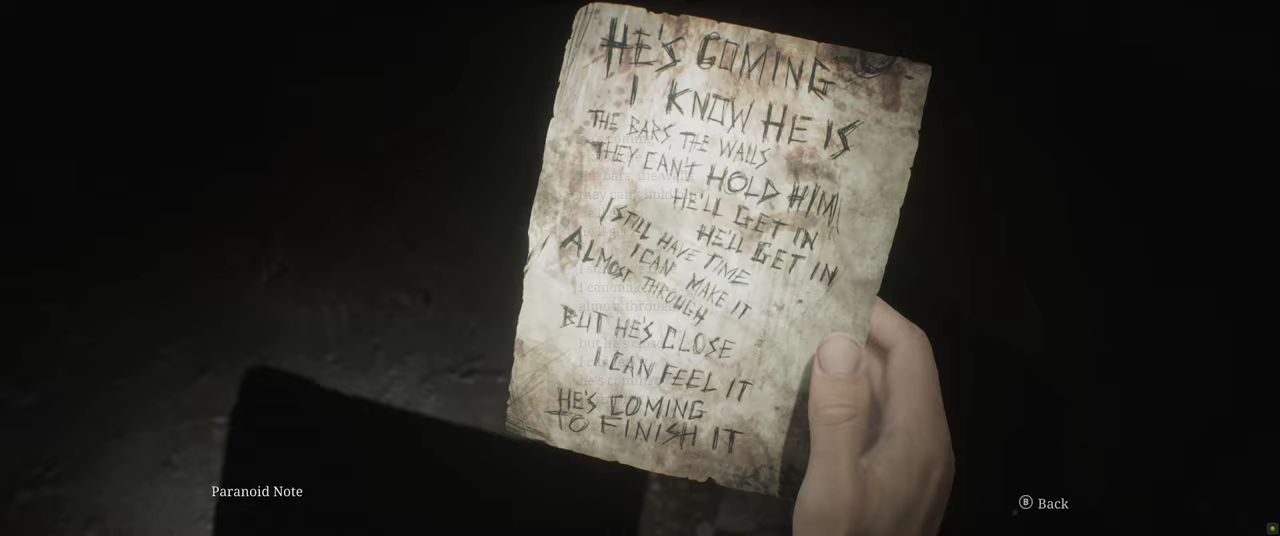 HE'S COMING
I KNOW HE IS
THE BARS, THE WALLS
THEY CAN'T HOLD HIM
HE'LL GET IN
HE'LL GET IN
I STILL HAVE TIME
I CAN MAKE IT
ALMOST THROUGH
BUT HE'S CLOSE
I CAN FEEL IT
HE'S COMING
TO FINISH IT
Paranoid Note
B Back